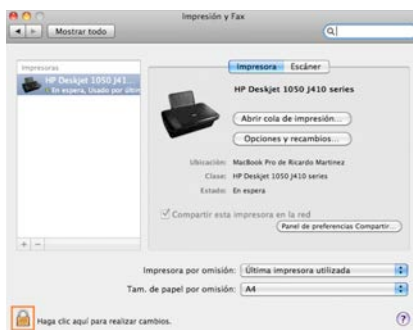 Impresión y Fax
Mostrar todo
Impresoras
HP Deskjet 1050 J41...
En espera, Usado por últim
Impresora Escáner
HP Deskjet 1050 J410 series
Abrir cola de impresión...
Opciones y recambios...
Ubicación: MacBook Pro de Ricardo Martinez
Clase: HP Deskjet 1050 J410 series
Estado: En espera
Compartir esta impresora en la red
Panel de preferencias Compartir...
Impresora por omisión: Última impresora utilizada
Tam. de papel por omisión: A4
Haga clic aquí para realizar cambios.
?